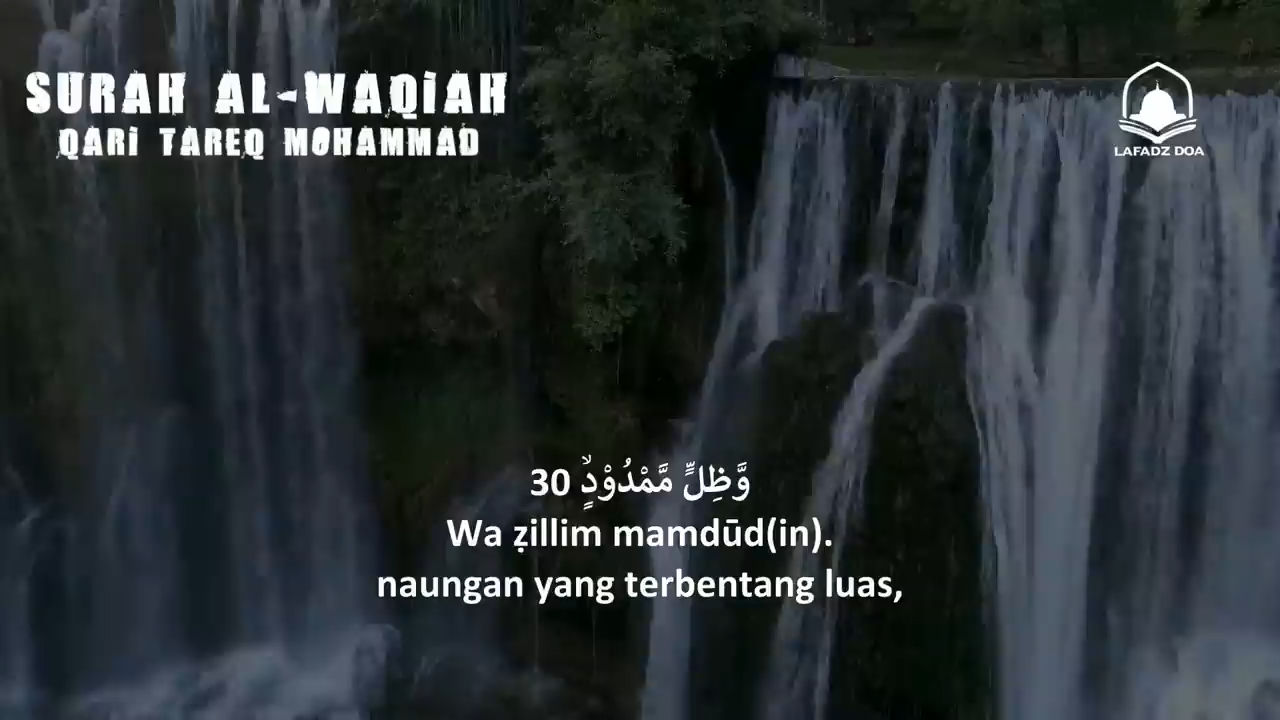 SURAH AL-WAQiAH
QARi TAREQ MOHAMMAD
LAFADZ DOA
وَّظِلٍّ مَّمْدُوْدٍۙ 30
Wa ẓillim mamdūd(in).
naungan yang terbentang luas,